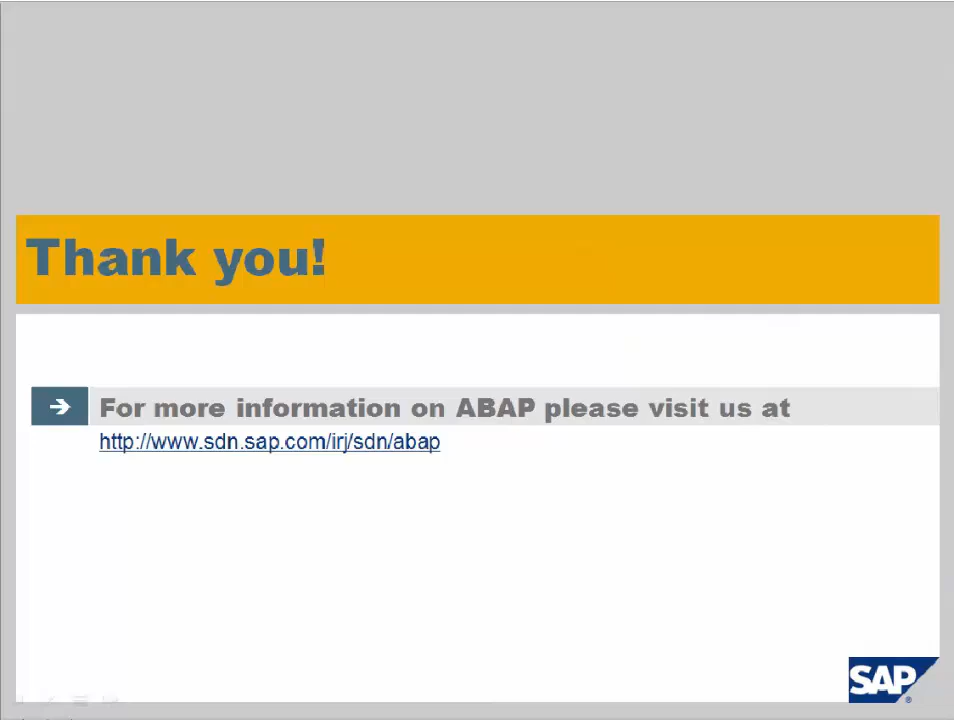 Thank you!
For more information on ABAP please visit us at
http://www.sdn.sap.com/irj/sdn/abap
SAP®